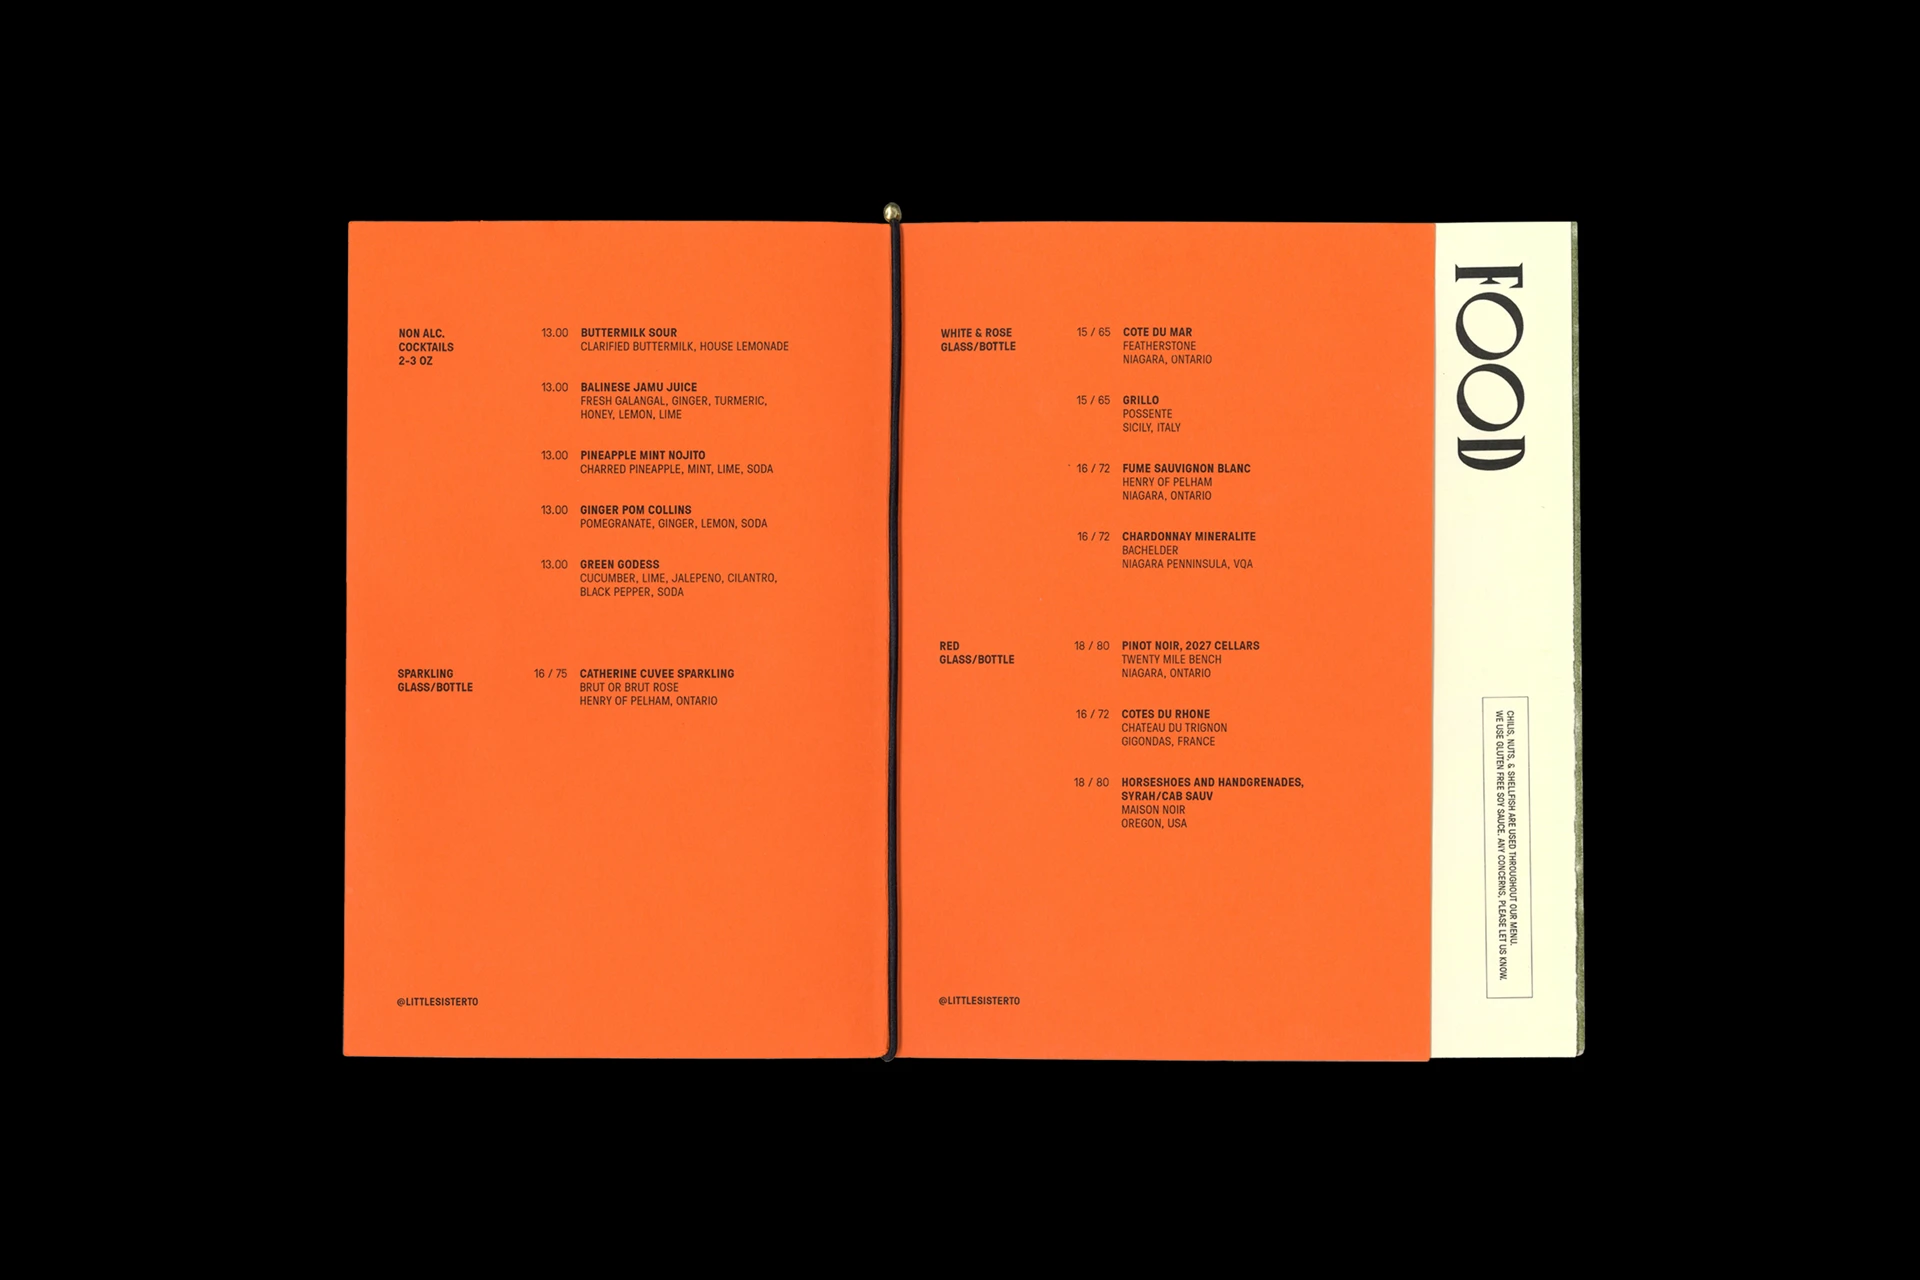 NON ALC.
COCKTAILS
2-3 OZ
13.00 BUTTERMILK SOUR
CLARIFIED BUTTERMILK, HOUSE LEMONADE
13.00 BALINESE JAMU JUICE
FRESH GALANGAL, GINGER, TURMERIC,
HONEY, LEMON, LIME
13.00 PINEAPPLE MINT NOJITO
CHARRED PINEAPPLE, MINT, LIME, SODA
13.00 GINGER POM COLLINS
POMEGRANATE, GINGER, LEMON, SODA
13.00 GREEN GODESS
CUCUMBER, LIME, JALEPENO, CILANTRO,
BLACK PEPPER, SODA
SPARKLING
GLASS/BOTTLE
16 / 75 CATHERINE CUVEE SPARKLING
BRUT OR BRUT ROSE
HENRY OF PELHAM, ONTARIO
@LITTLESISTERTO
WHITE & ROSE
GLASS/BOTTLE
15 / 65 COTE DU MAR
FEATHERSTONE
NIAGARA, ONTARIO
15 / 65 GRILLO
POSSENTE
SICILY, ITALY
16 / 72 FUME SAUVIGNON BLANC
HENRY OF PELHAM
NIAGARA, ONTARIO
16 / 72 CHARDONNAY MINERALITE
BACHELDER
NIAGARA PENNINSULA, VQA
RED
GLASS/BOTTLE
18 / 80 PINOT NOIR, 2027 CELLARS
TWENTY MILE BENCH
NIAGARA, ONTARIO
16 / 72 COTES DU RHONE
CHATEAU DU TRIGNON
GIGONDAS, FRANCE
18 / 80 HORSESHOES AND HANDGRENADES,
SYRAH/CAB SAUV
MAISON NOIR
OREGON, USA
@LITTLESISTERTO
FOOD
CHILIS, NUTS, & SHELLFISH ARE USED THROUGHOUT OUR MENU.
WE USE GLUTEN FREE SOY SAUCE. ANY CONCERNS, PLEASE LET US KNOW.